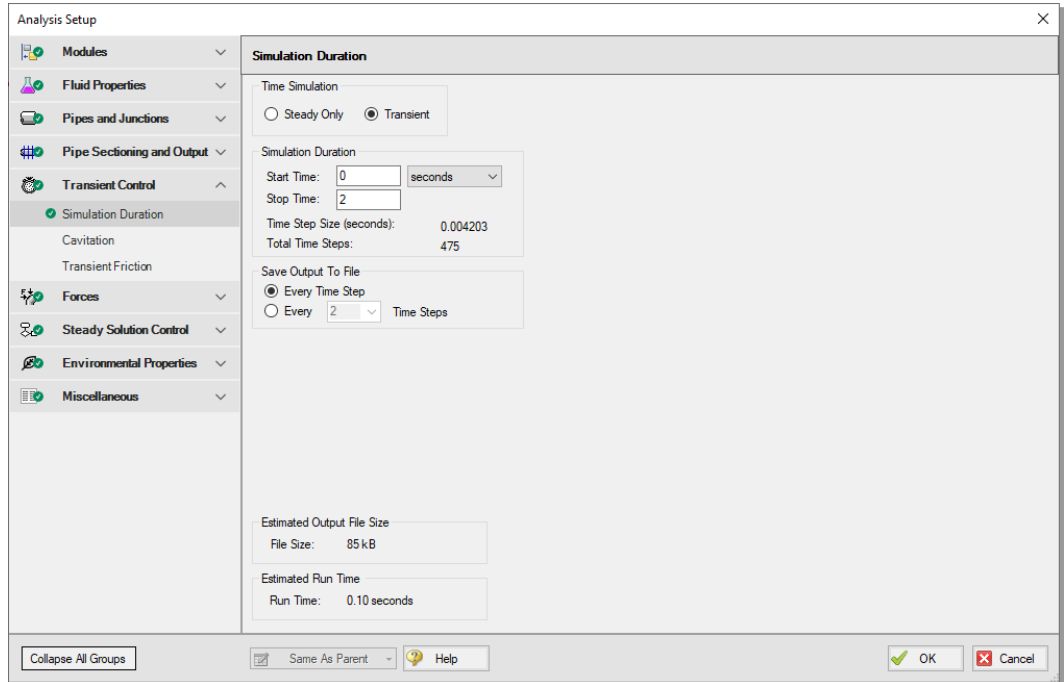 Analysis Setup
Modules
Fluid Properties
Pipes and Junctions
Pipe Sectioning and Output
Transient Control
Simulation Duration
Cavitation
Transient Friction
Forces
Steady Solution Control
Environmental Properties
Miscellaneous
Simulation Duration
Time Simulation
Steady Only Transient
Simulation Duration
Start Time: 0 seconds
Stop Time: 2
Time Step Size (seconds): 0.004203
Total Time Steps: 475
Save Output To File
Every Time Step
Every 2 Time Steps
Estimated Output File Size
File Size: 85 kB
Estimated Run Time
Run Time: 0.10 seconds
Collapse All Groups Same As Parent Help OK Cancel